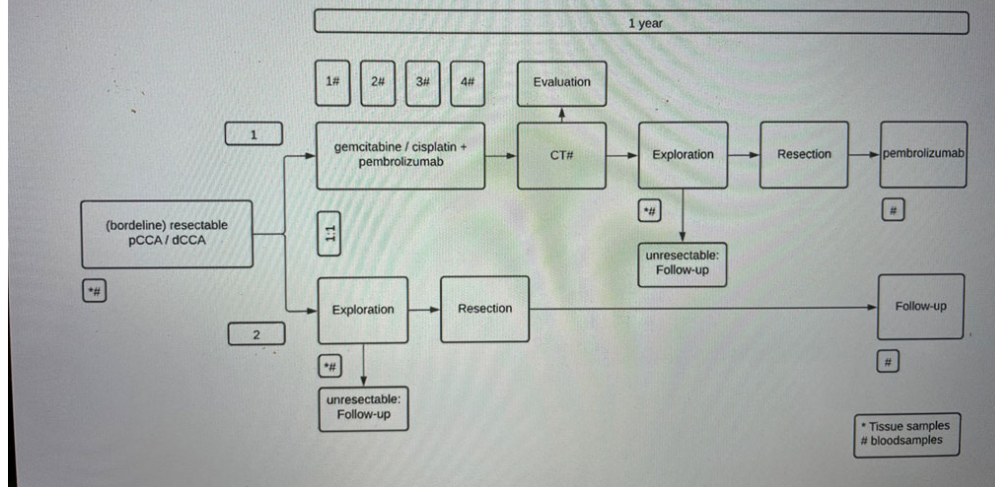 1 year
1#
2#
3#
4#
Evaluation
1
gemcitabine / cisplatin +
pembrolizumab
CT#
Exploration
Resection
pembrolizumab
*#
#
(bordeline) resectable
pCCA / dCCA
*#
1:1
unresectable:
Follow-up
2
Exploration
Resection
Follow-up
*#
#
unresectable:
Follow-up
* Tissue samples
# bloodsamples